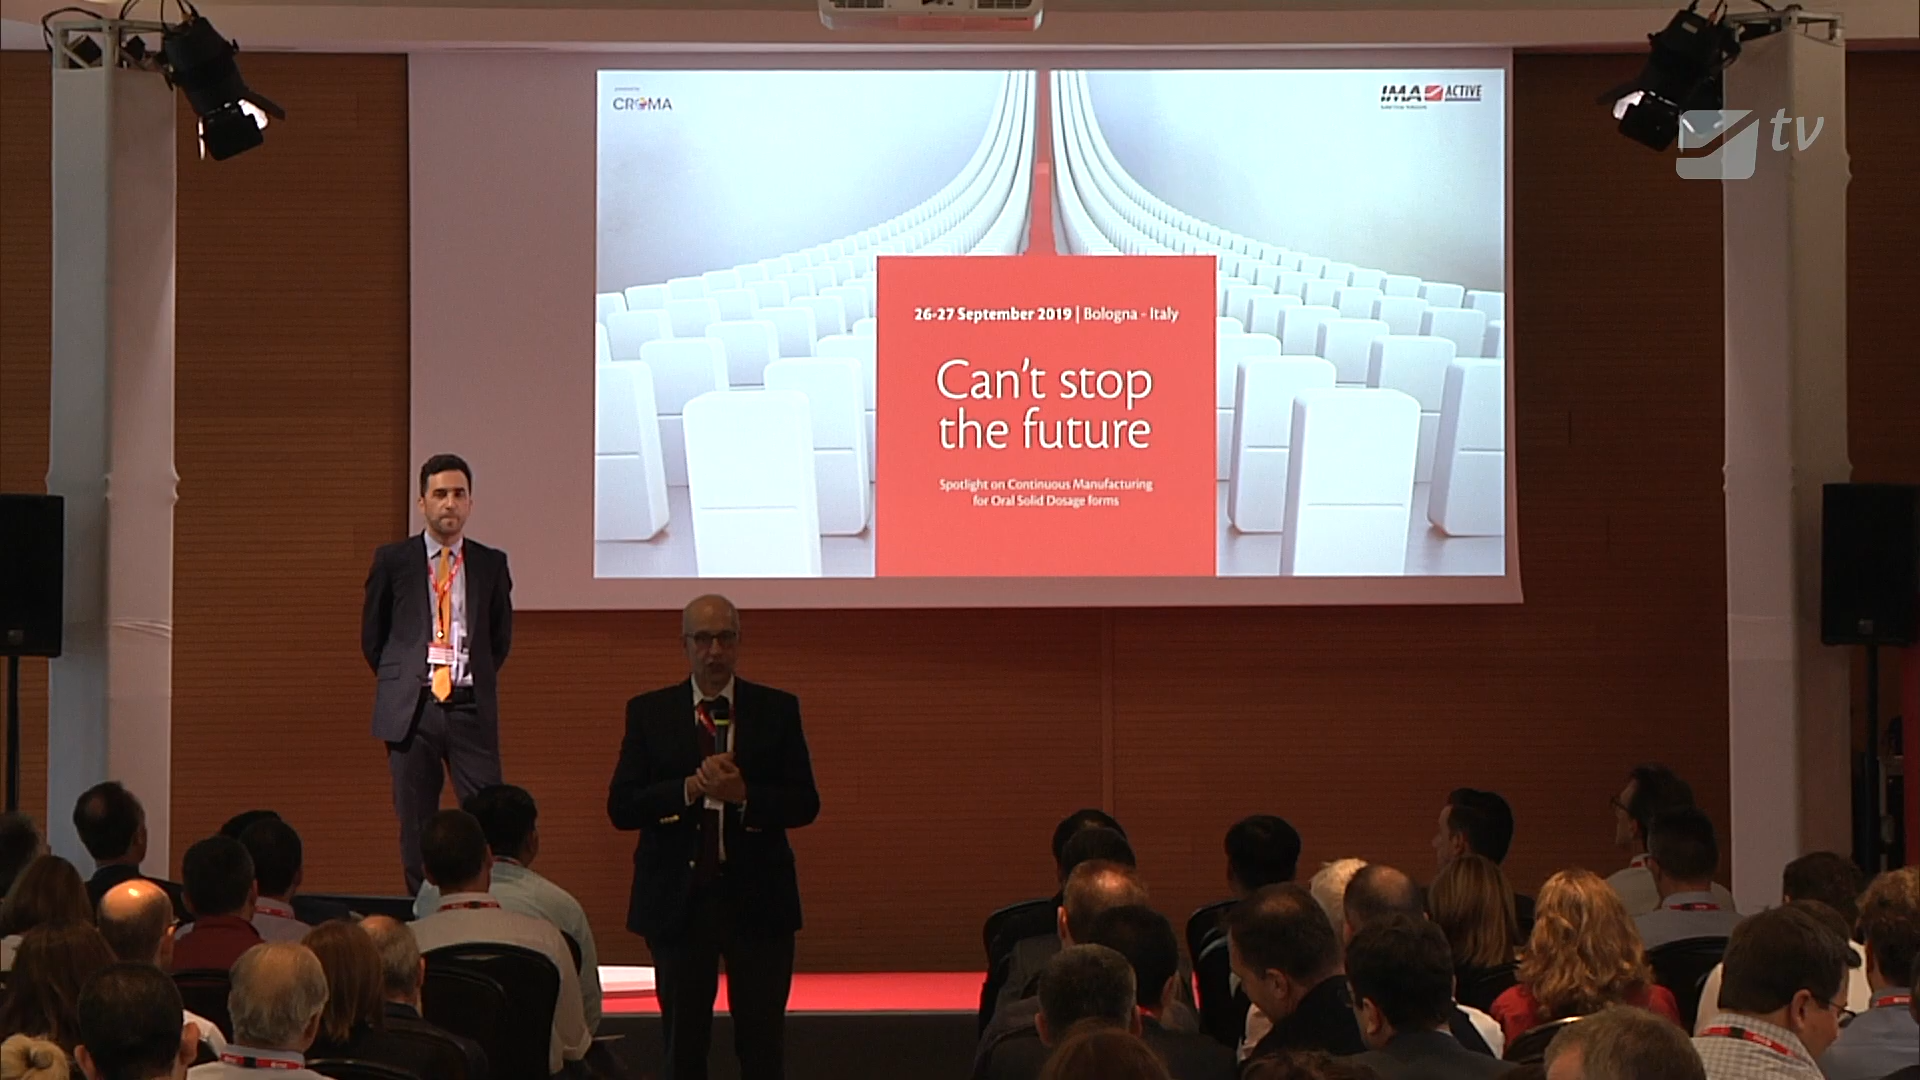 CROMA
IMA ACTIVE
tv
26-27 September 2019 | Bologna - Italy
Can't stop
the future
Spotlight on Continuous Manufacturing
for Oral Solid Dosage forms